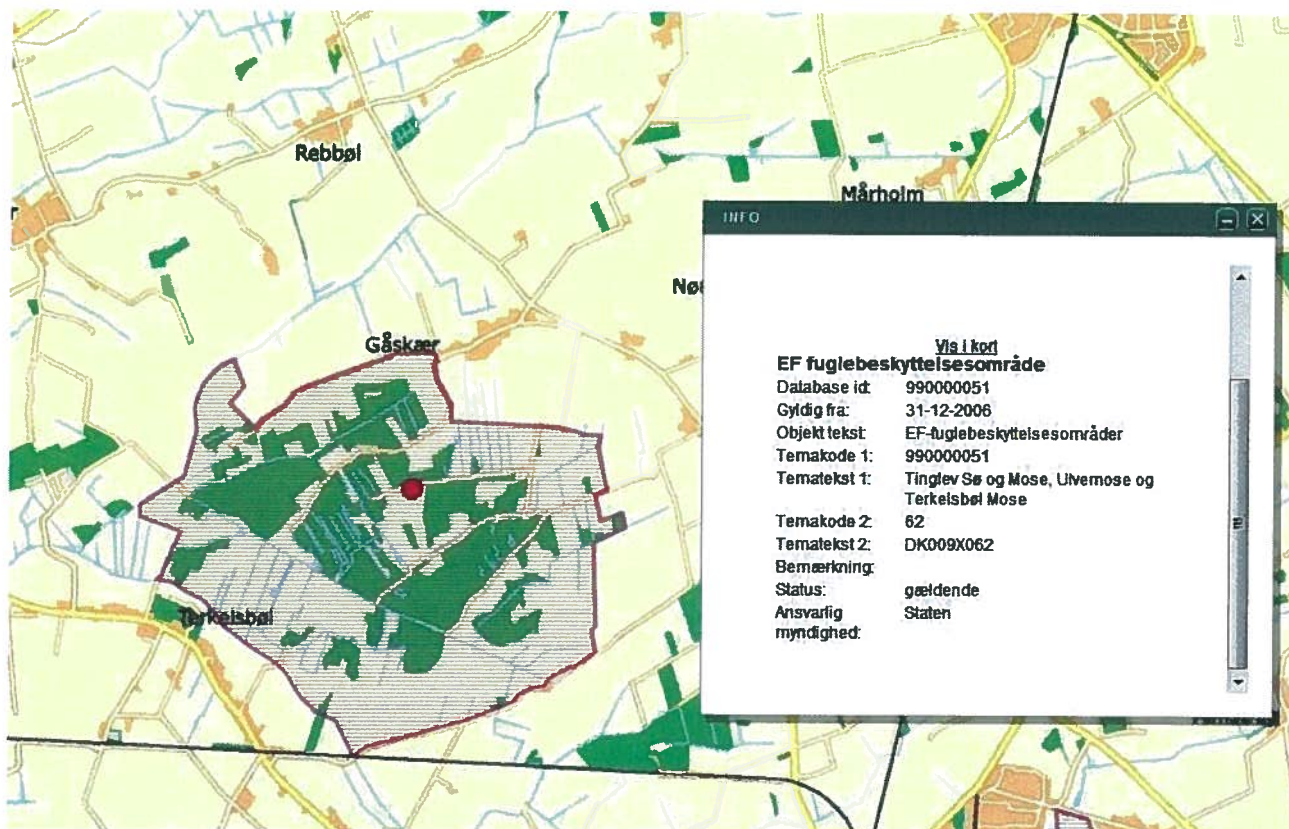 Rebbøl
r
Mårholm
INFO
Nø
Gåskær
Vis i kort
EF fuglebeskyttelsesområde
Database id: 990000051
Gyldig fra: 31-12-2006
Objekt tekst: EF-fuglebeskyttelsesområder
Temakode 1: 990000051
Tematekst 1: Tinglev Sø og Mose, Ulvemose og
Terkelsbøl Mose
Temakode 2: 62
Tematekst 2: DK009X062
Bemærkning:
Status: gældende
Ansvarlig Staten
myndighed:
Terkelsbøl